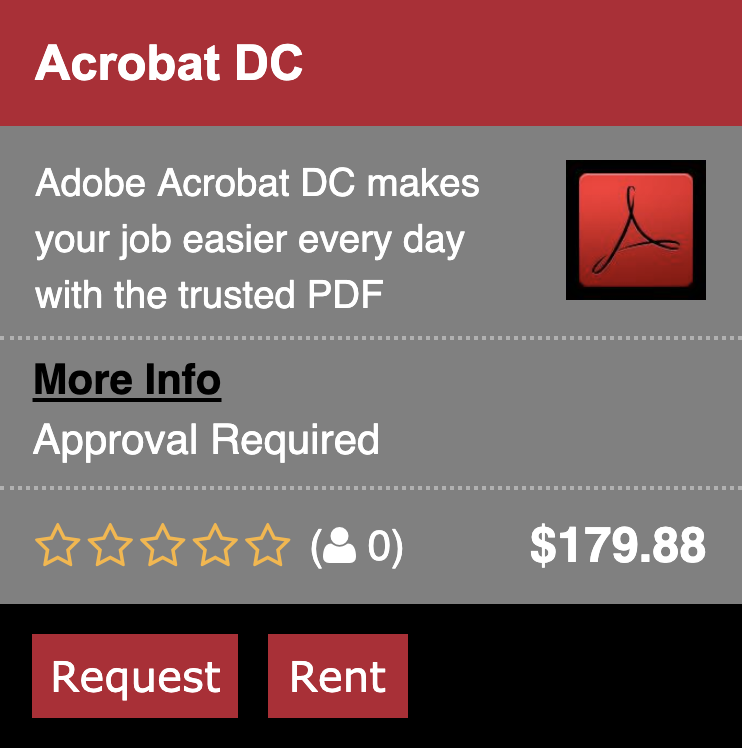 Acrobat DC
Adobe Acrobat DC makes
your job easier every day
with the trusted PDF
More Info
Approval Required
( 0) $179.88
Request Rent